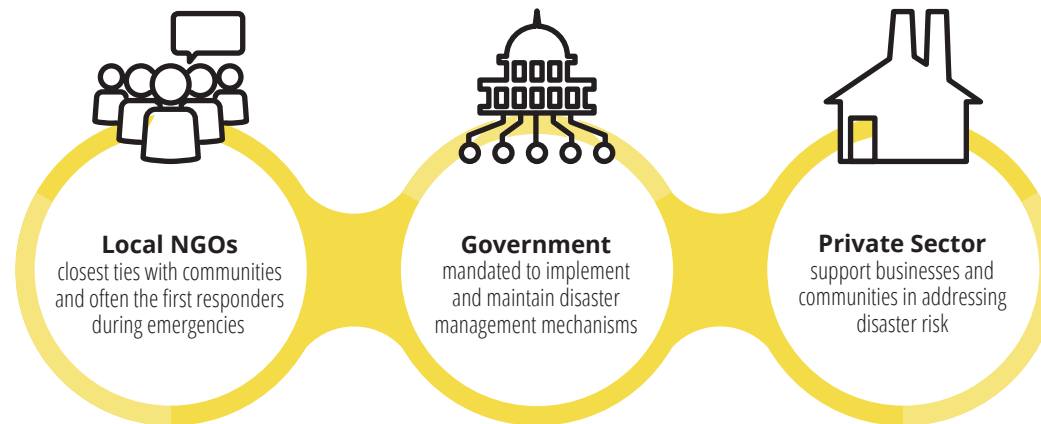 Local NGOs
closest ties with communities
and often the first responders
during emergencies
Government
mandated to implement
and maintain disaster
management mechanisms
Private Sector
support businesses and
communities in addressing
disaster risk